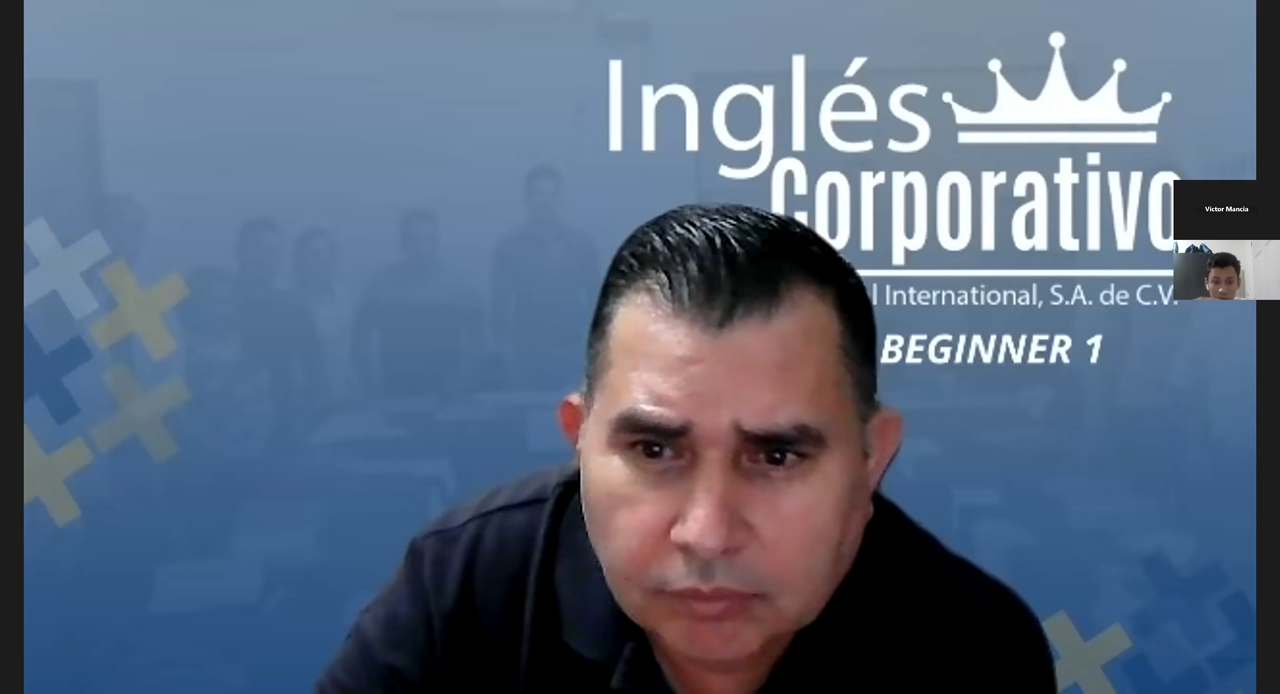 Inglés
Corporativo
l International, S.A. de C.V.
BEGINNER 1
Victor Mancia